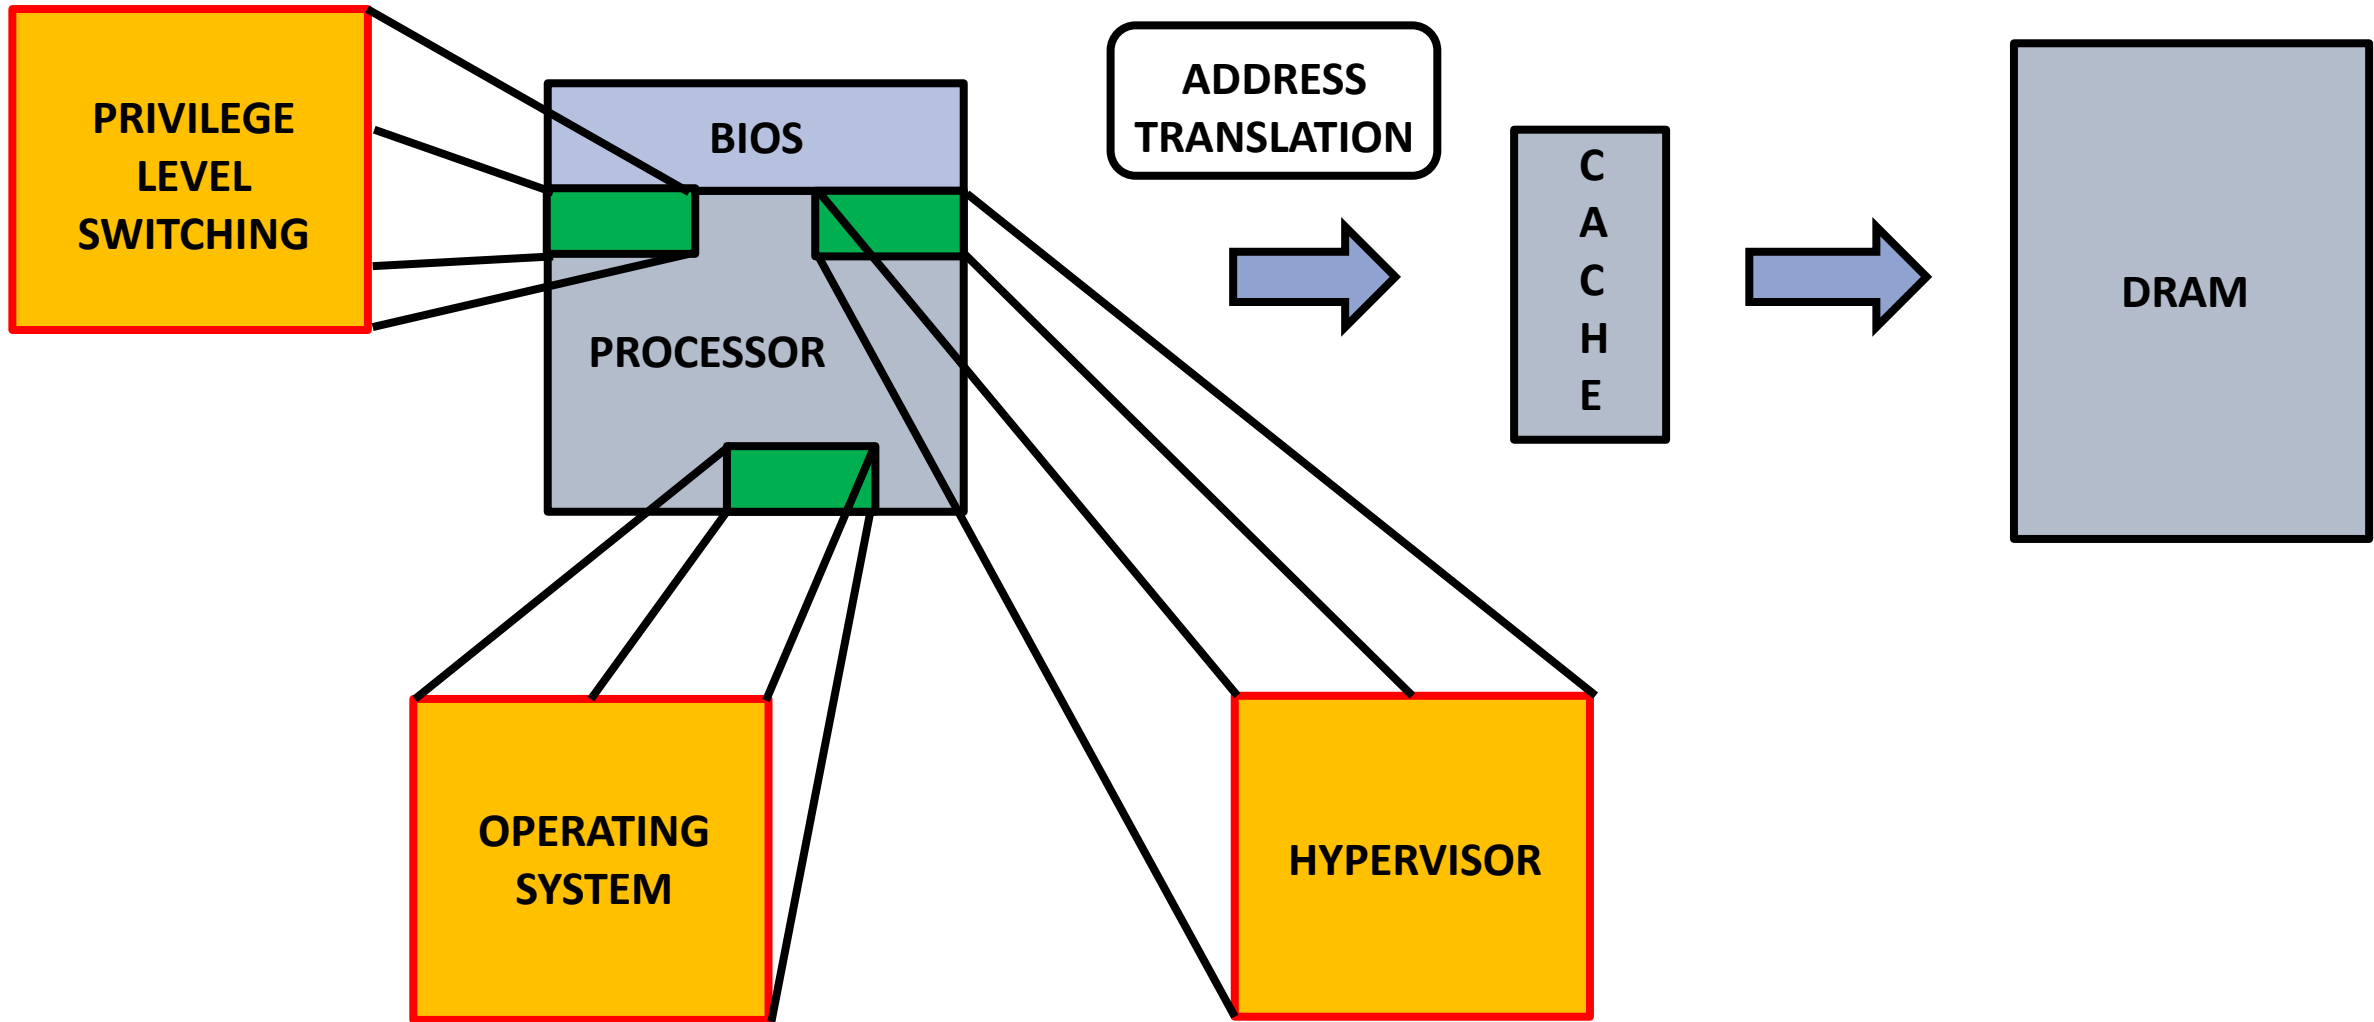 PRIVILEGE
LEVEL
SWITCHING
BIOS
PROCESSOR
ADDRESS
TRANSLATION
C
A
C
H
E
DRAM
OPERATING
SYSTEM
HYPERVISOR